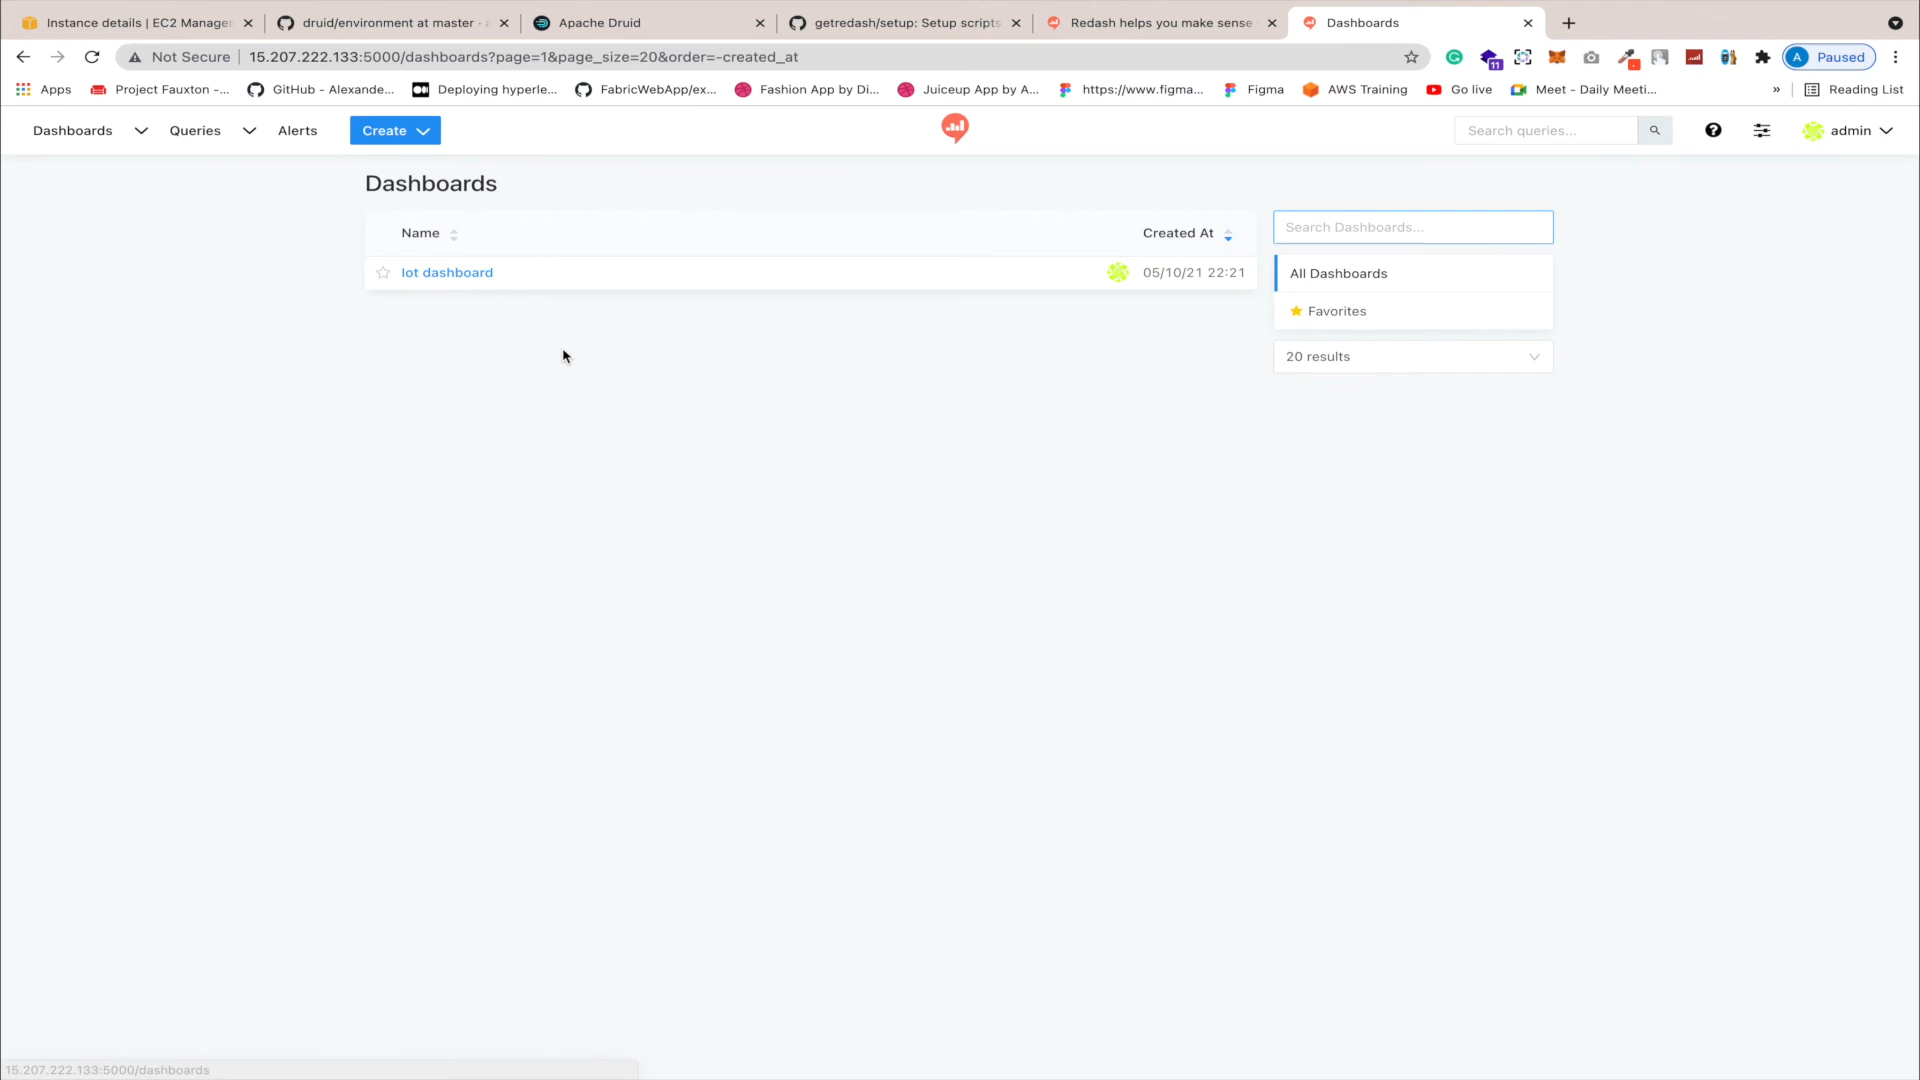 Instance details | EC2 Manager
druid/environment at master ·
Apache Druid
getredash/setup: Setup scripts
Redash helps you make sense
Dashboards
Not Secure
15.207.222.133:5000/dashboards?page=1&page_size=20&order=-created_at
11
A Paused
Apps
Project Fauxton -...
GitHub - Alexande...
Deploying hyperle...
FabricWebApp/ex...
Fashion App by Di...
Juiceup App by A...
https://www.figma...
Figma
AWS Training
Go live
Meet - Daily Meeti...
»
Reading List
Dashboards
Queries
Alerts
Create
Search queries...
admin
Dashboards
Name
Created At
Search Dashboards...
Iot dashboard
05/10/21 22:21
All Dashboards
Favorites
20 results
15.207.222.133:5000/dashboards